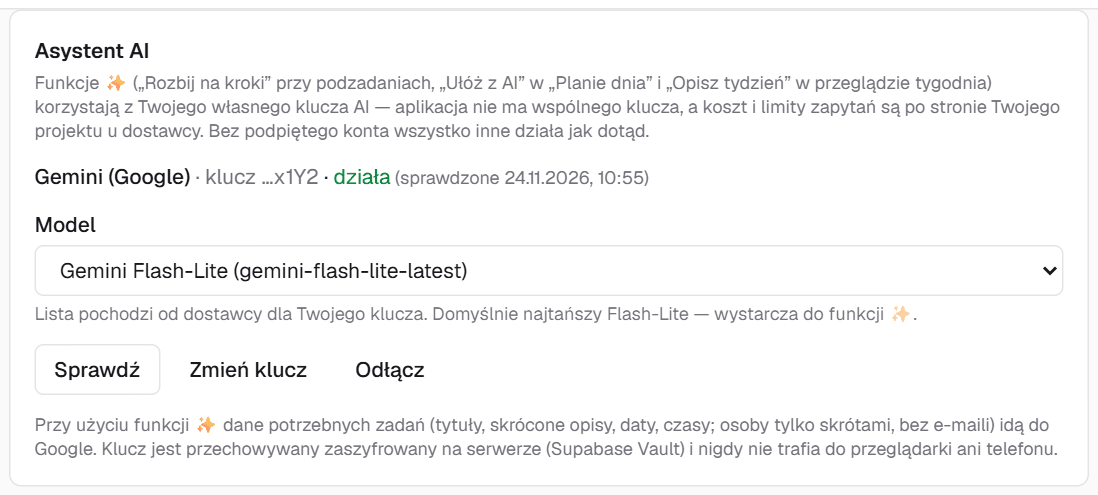 Asystent AI
Funkcje ✨ („Rozbij na kroki” przy podzadaniach, „Ułóż z AI” w „Planie dnia” i „Opisz tydzień” w przeglądzie tygodnia)
korzystają z Twojego własnego klucza AI — aplikacja nie ma wspólnego klucza, a koszt i limity zapytań są po stronie Twojego
projektu u dostawcy. Bez podpiętego konta wszystko inne działa jak dotąd.
Gemini (Google) · klucz …x1Y2 · działa (sprawdzone 24.11.2026, 10:55)
Model
Gemini Flash-Lite (gemini-flash-lite-latest)
Lista pochodzi od dostawcy dla Twojego klucza. Domyślnie najtańszy Flash-Lite — wystarcza do funkcji ✨.
Sprawdź Zmień klucz Odłącz
Przy użyciu funkcji ✨ dane potrzebnych zadań (tytuły, skrócone opisy, daty, czasy; osoby tylko skrótami, bez e-maili) idą do
Google. Klucz jest przechowywany zaszyfrowany na serwerze (Supabase Vault) i nigdy nie trafia do przeglądarki ani telefonu.